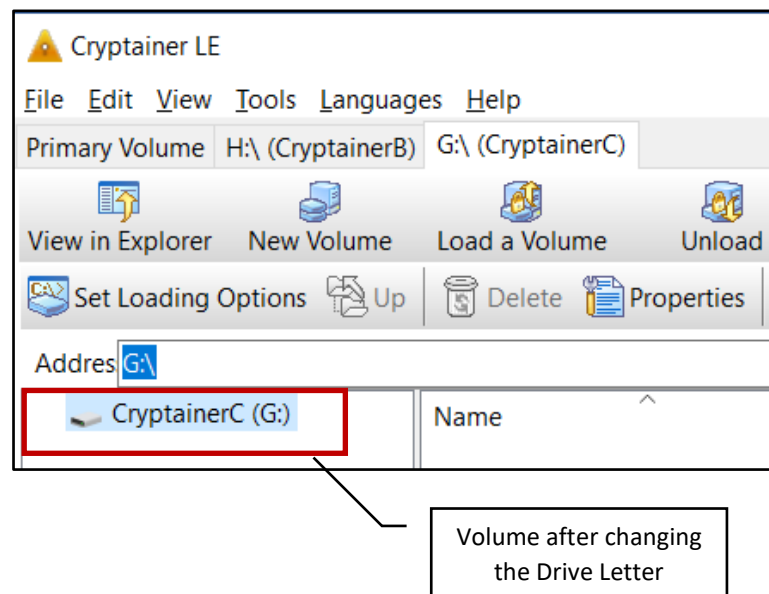 Cryptainer LE
File Edit View Tools Languages Help
Primary Volume H:\ (CryptainerB) G:\ (CryptainerC)
View in Explorer New Volume Load a Volume Unload
Set Loading Options Up Delete Properties
Addres G:\
CryptainerC (G:) Name
Volume after changing
the Drive Letter